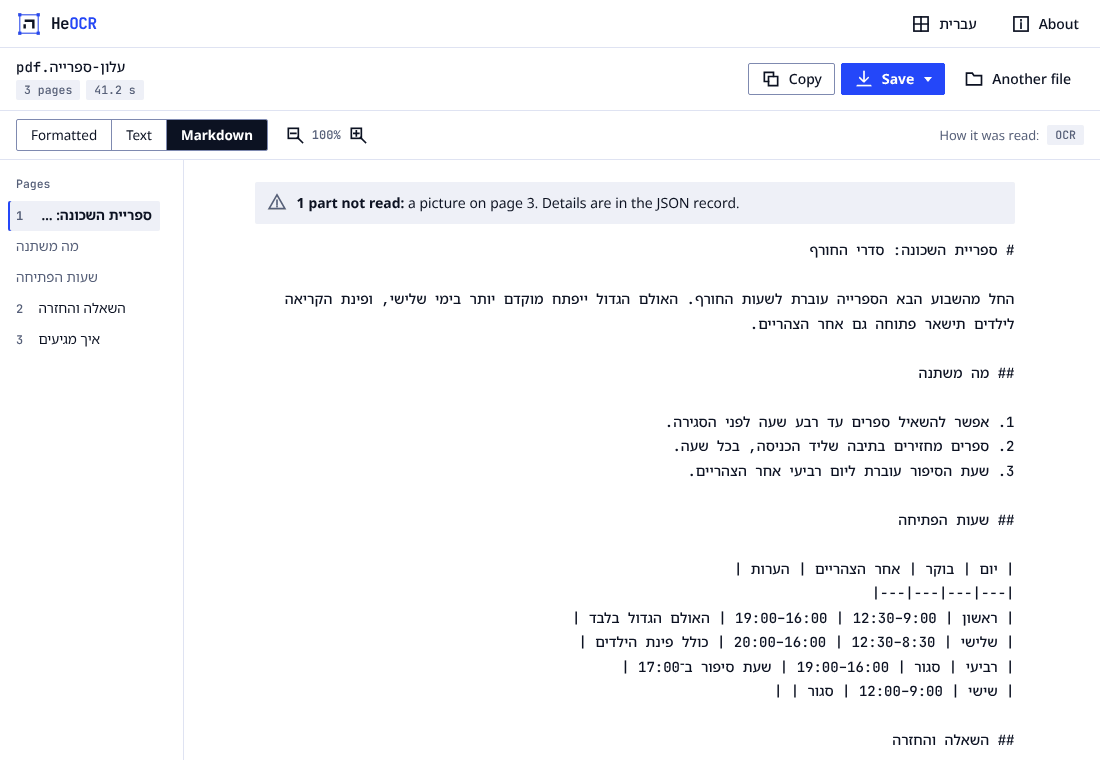 HeOCR
עברית
About
עלון-ספרייה.pdf
3 pages
41.2 s
Copy
Save
Another file
Formatted
Text
Markdown
100%
How it was read:
OCR
Pages
1 ספריית השכונה: ...
מה משתנה
שעות הפתיחה
2 השאלה והחזרה
3 איך מגיעים
1 part not read: a picture on page 3. Details are in the JSON record.
# ספריית השכונה: סדרי החורף
החל מהשבוע הבא הספרייה עוברת לשעות החורף. האולם הגדול ייפתח מוקדם יותר בימי שלישי, ופינת הקריאה
לילדים תישאר פתוחה גם אחר הצהריים.
## מה משתנה
1. אפשר להשאיל ספרים עד רבע שעה לפני הסגירה.
2. ספרים מחזירים בתיבה שליד הכניסה, בכל שעה.
3. שעת הסיפור עוברת ליום רביעי אחר הצהריים.
## שעות הפתיחה
| יום | בוקר | אחר הצהריים | הערות |
|---|---|---|---|
| ראשון | 9:00–12:30 | 16:00–19:00 | האולם הגדול בלבד |
| שלישי | 8:30–12:30 | 16:00–20:00 | כולל פינת הילדים |
| רביעי | סגור | 16:00–19:00 | שעת סיפור ב־17:00 |
| שישי | 9:00–12:00 | סגור | |
## השאלה והחזרה